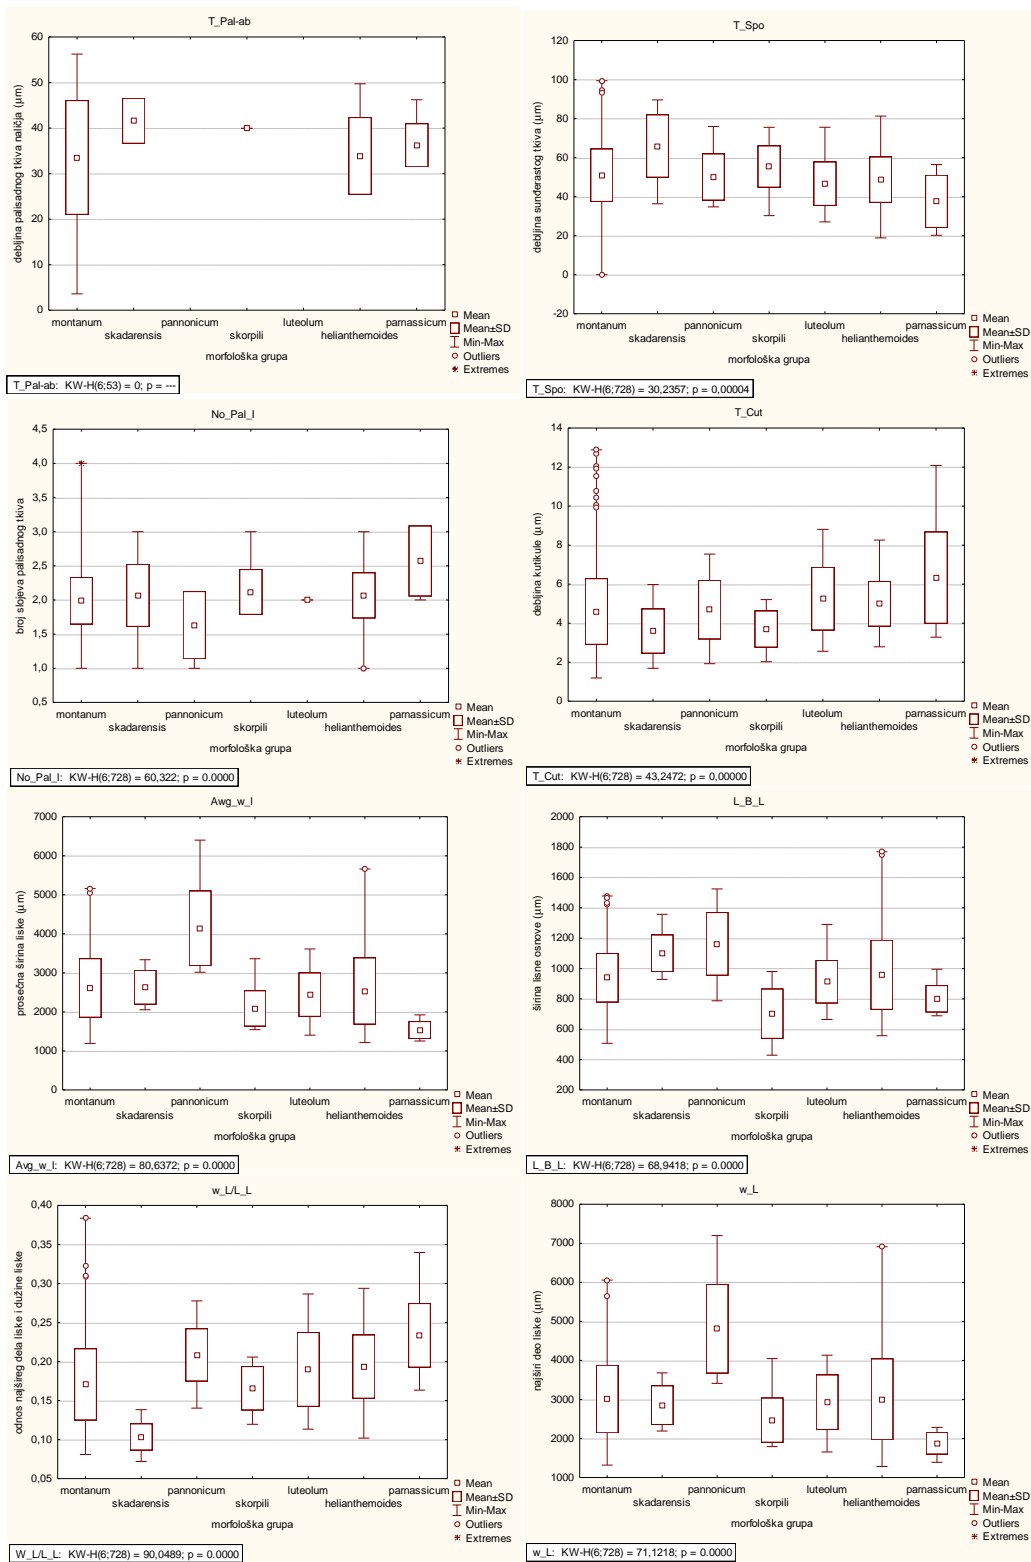 T_Pal-ab
60
50
40
30
20
10
0
debljina palisadnog tkiva naličja (µm)
montanum
skadarensis
pannonicum
skorpili
luteolum
helianthemoides
parnassicum
morfološka grupa
Mean
Mean±SD
Min-Max
Outliers
Extremes
T_Pal-ab: KW-H(6;53) = 0; p = ---
T_Spo
120
100
80
60
40
20
0
-20
debljina sunđerastog tkiva (µm)
montanum
skadarensis
pannonicum
skorpili
luteolum
helianthemoides
parnassicum
morfološka grupa
Mean
Mean±SD
Min-Max
Outliers
Extremes
T_Spo: KW-H(6;728) = 30,2357; p = 0,00004
No_Pal_l
4,5
4,0
3,5
3,0
2,5
2,0
1,5
1,0
0,5
broj slojeva palisadnog tkiva
montanum
skadarensis
pannonicum
skorpili
luteolum
helianthemoides
parnassicum
morfološka grupa
Mean
Mean±SD
Min-Max
Outliers
Extremes
No_Pal_l: KW-H(6;728) = 60,322; p = 0.0000
T_Cut
14
12
10
8
6
4
2
0
debljina kutikule (µm)
montanum
skadarensis
pannonicum
skorpili
luteolum
helianthemoides
parnassicum
morfološka grupa
Mean
Mean±SD
Min-Max
Outliers
Extremes
T_Cut: KW-H(6;728) = 43,2472; p = 0,00000
Awg_w_l
7000
6000
5000
4000
3000
2000
1000
0
prosečna širina liske (µm)
montanum
skadarensis
pannonicum
skorpili
luteolum
helianthemoides
parnassicum
morfološka grupa
Mean
Mean±SD
Min-Max
Outliers
Extremes
Avg_w_l: KW-H(6;728) = 80,6372; p = 0.0000
L_B_L
2000
1800
1600
1400
1200
1000
800
600
400
200
širina lisne osnove (µm)
montanum
skadarensis
pannonicum
skorpili
luteolum
helianthemoides
parnassicum
morfološka grupa
Mean
Mean±SD
Min-Max
Outliers
Extremes
L_B_L: KW-H(6;728) = 68,9418; p = 0.0000
w_L/L_L
0,40
0,35
0,30
0,25
0,20
0,15
0,10
0,05
odnos najšireg dela liske i dužine liske
montanum
skadarensis
pannonicum
skorpili
luteolum
helianthemoides
parnassicum
morfološka grupa
Mean
Mean±SD
Min-Max
Outliers
Extremes
W_L/L_L: KW-H(6;728) = 90,0489; p = 0.0000
w_L
8000
7000
6000
5000
4000
3000
2000
1000
najširi deo liske (µm)
montanum
skadarensis
pannonicum
skorpili
luteolum
helianthemoides
parnassicum
morfološka grupa
Mean
Mean±SD
Min-Max
Outliers
Extremes
w_L: KW-H(6;728) = 71,1218; p = 0.0000